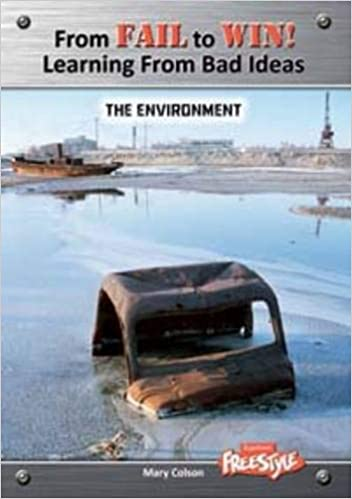 From FAIL to WIN!
Learning From Bad Ideas
THE ENVIRONMENT
Mary Colson
FREESTYLE